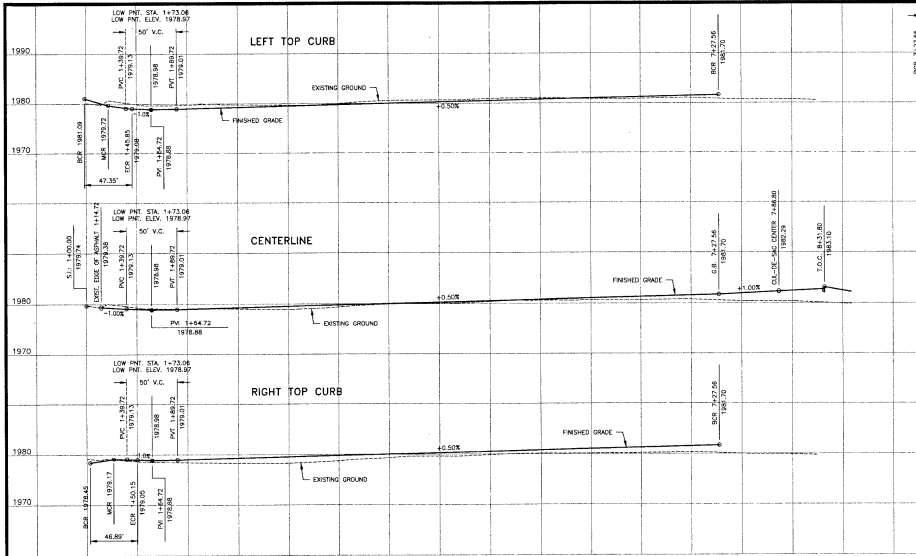 LOW PNT. STA. 1+73.06
LOW PNT. ELEV. 1978.97
50' V.C.
PVC 1+39.72
1979.13
1978.98
PVT 1+89.72
1979.01
LEFT TOP CURB
BCR 7+27.56
1981.70
BCR 7+27.56
1990
EXISTING GROUND
1980
-1.0%
FINISHED GRADE
+0.50%
BCR 1981.09
MCR 1979.72
ECR 1+45.85
1979.08
PVI 1+64.72
1978.88
1970
47.35'
LOW PNT. STA. 1+73.06
LOW PNT. ELEV. 1978.97
S.I.: 1+00.00
1979.74
EXIST. EDGE OF ASPHALT 1+14.72
1979.38
PVC 1+39.72
1979.13
1978.98
PVT 1+89.72
1979.01
CENTERLINE
G.B. 7+27.56
1981.70
CUL-DE-SAC CENTER 7+86.80
1982.29
T.O.C. 8+31.80
1983.10
FINISHED GRADE
+1.00%
1980
-1.00%
+0.50%
EXISTING GROUND
PVI 1+64.72
1978.88
1970
LOW PNT. STA. 1+73.06
LOW PNT. ELEV. 1978.97
50' V.C.
PVC 1+39.72
1979.13
1978.98
PVT 1+89.72
1979.01
RIGHT TOP CURB
BCR 7+27.56
1981.70
FINISHED GRADE
1980
-1.0%
+0.50%
EXISTING GROUND
BCR 1978.45
MCR 1979.17
ECR 1+50.15
1979.05
PVI 1+64.72
1978.88
1970
46.89'